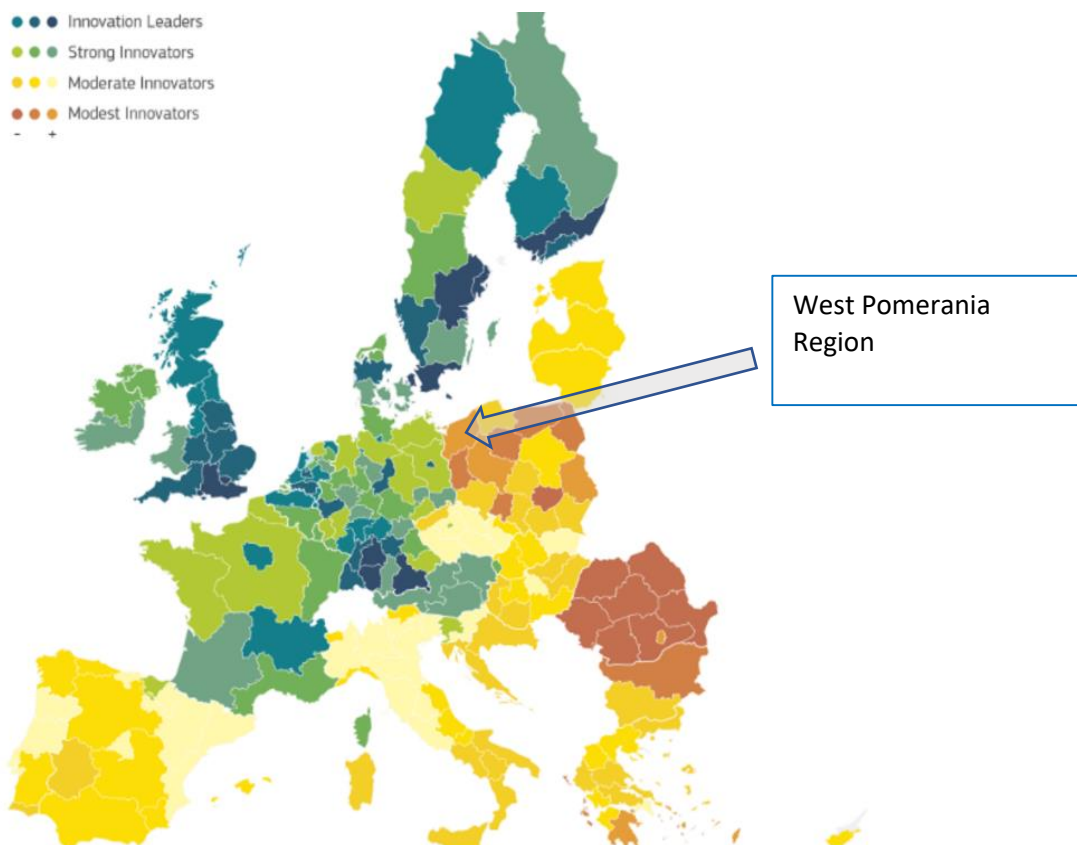 Innovation Leaders
Strong Innovators
Moderate Innovators
Modest Innovators
- +
West Pomerania
Region